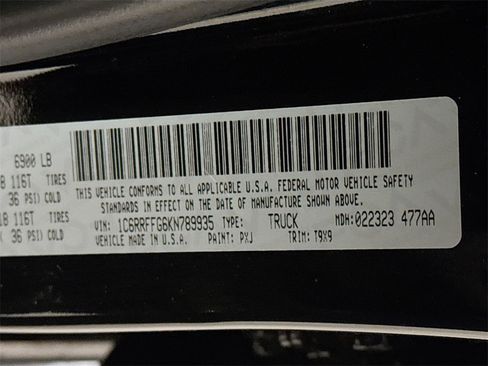 6900 LB
116T TIRES
36 PSI) COLD
116T TIRES
36 PSI) COLD
THIS VEHICLE CONFORMS TO ALL APPLICABLE U.S.A. FEDERAL MOTOR VEHICLE SAFETY
STANDARDS IN EFFECT ON THE DATE OF MANUFACTURE SHOWN ABOVE.
VIN: 1C6RRFFG6KN789935 TYPE: TRUCK MDH: 022323 477AA
VEHICLE MADE IN U.S.A. PAINT: PXJ TRIM: T9X9